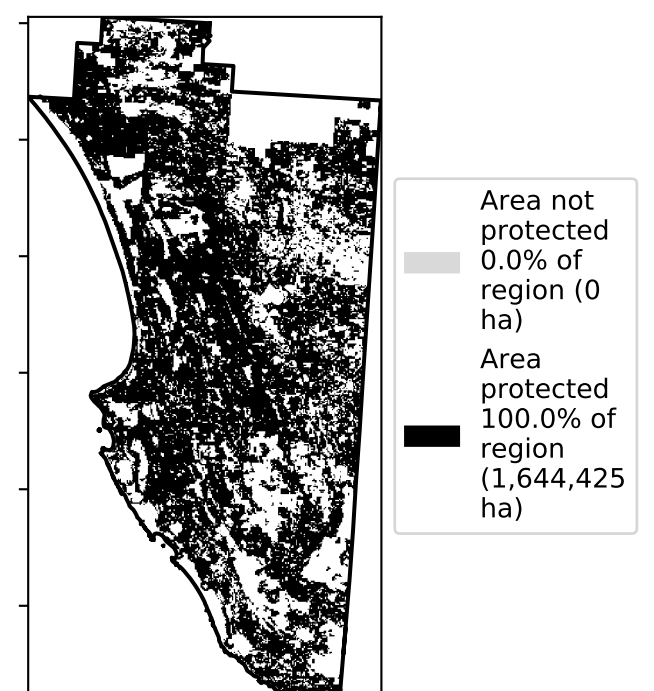 Area not
protected
0.0% of
region (0
ha)
Area
protected
100.0% of
region
(1,644,425
ha)